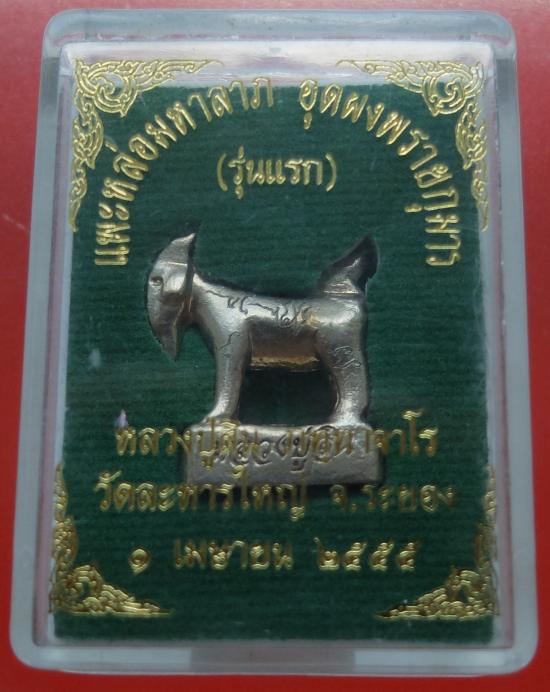 แพะหล่อมหาลาภ อุดผงพรายกุมาร
(รุ่นแรก)
หลวงปู่สิน
วัดละหารใหญ่ จ.ระยอง
๑ เมษายน ๒๕๕๕